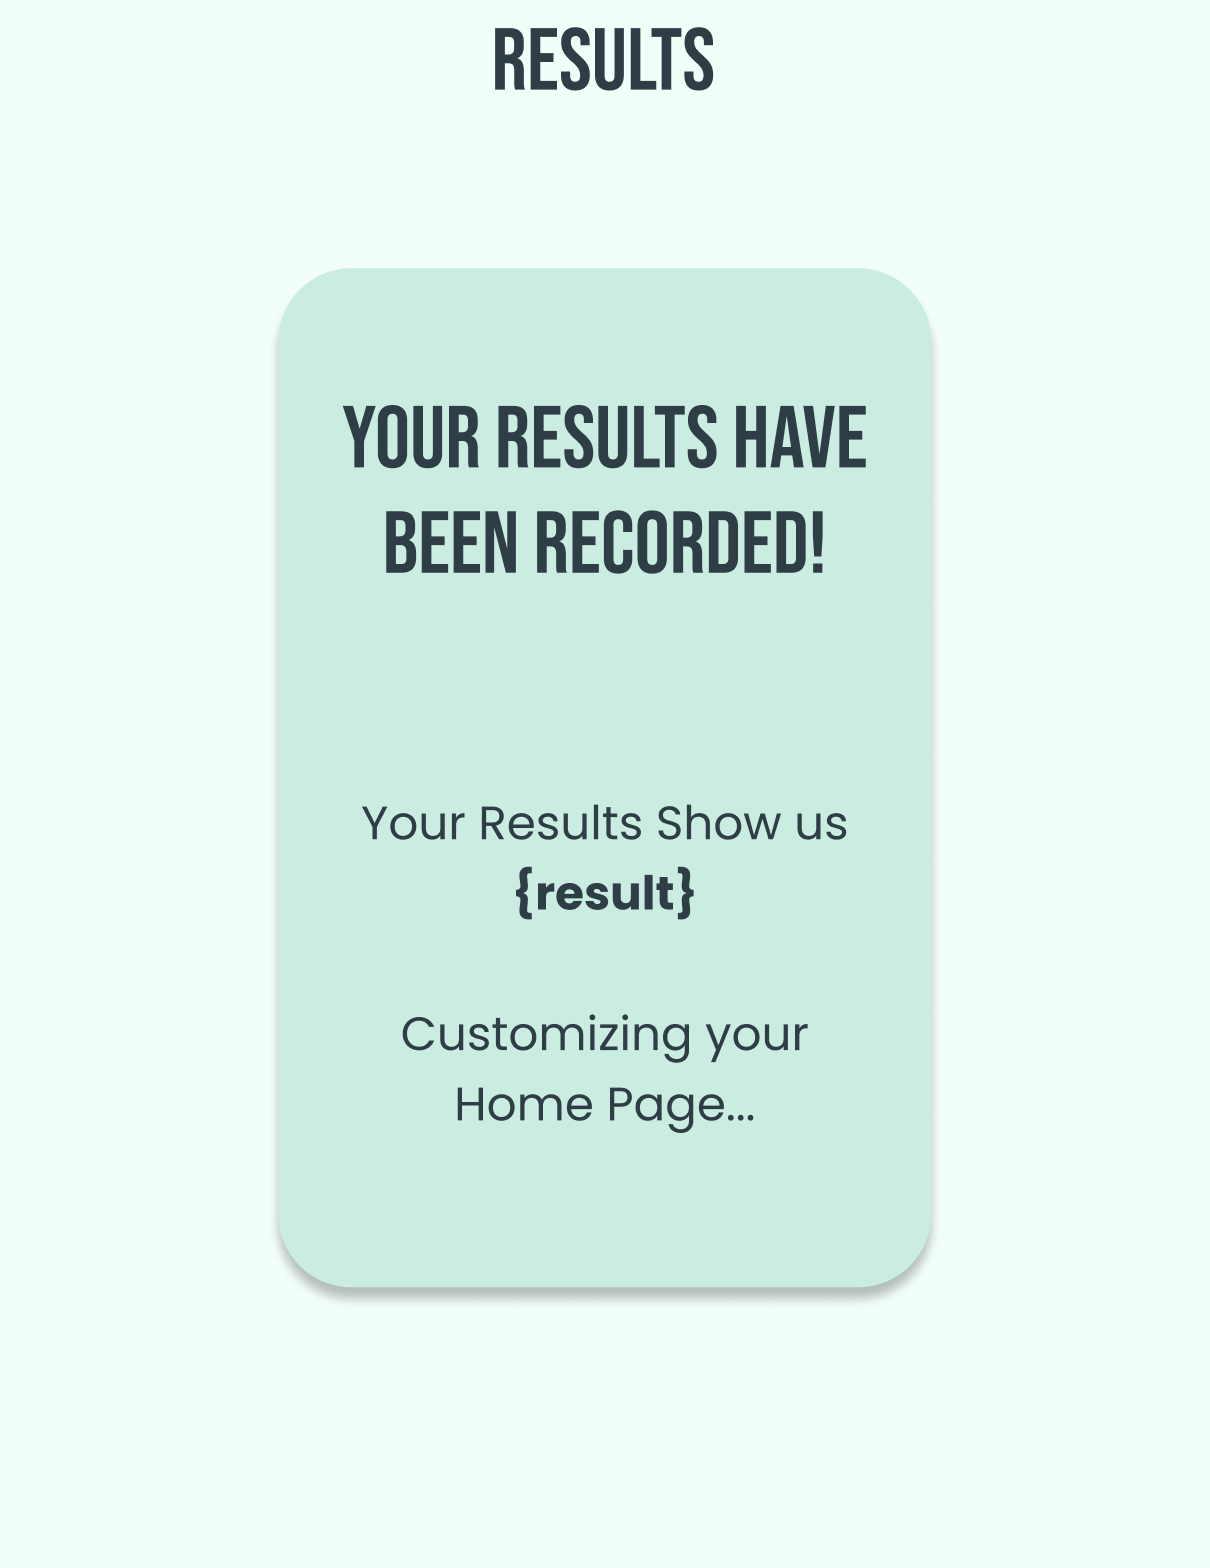 RESULTS
YOUR RESULTS HAVE
BEEN RECORDED!
Your Results Show us
{result}
Customizing your
Home Page...